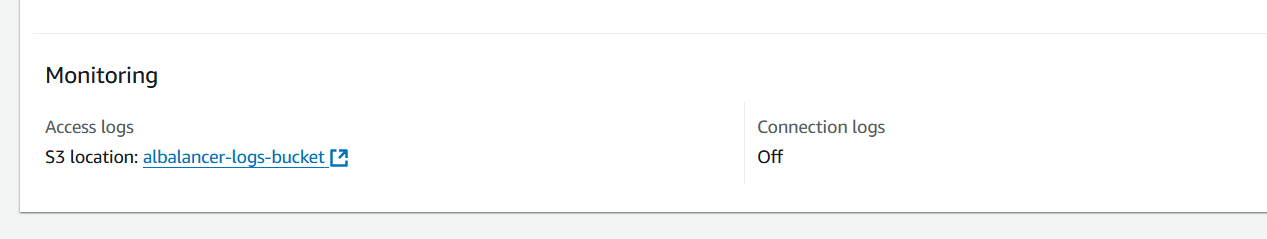 Monitoring
Access logs
S3 location: albalancer-logs-bucket
Connection logs
Off